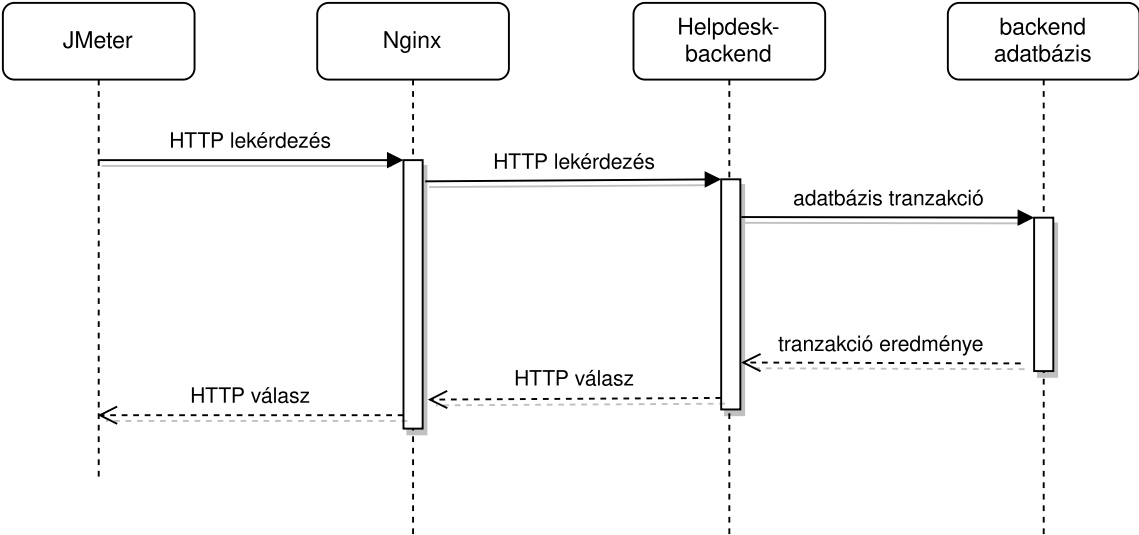 JMeter
Nginx
Helpdesk-
backend
backend
adatbázis
HTTP lekérdezés
HTTP lekérdezés
adatbázis tranzakció
tranzakció eredménye
HTTP válasz
HTTP válasz